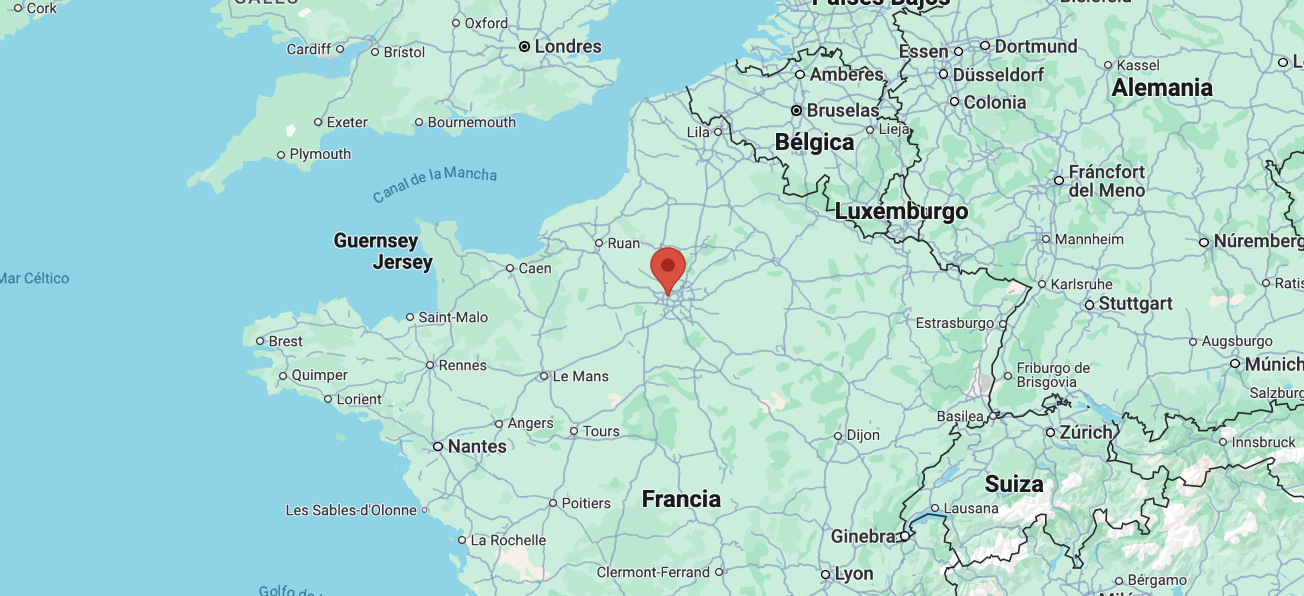 Cork
GALES
Oxford
Países Bajos
Bielefeld
Cardiff
Brístol
Londres
Essen
Dortmund
Kassel
Amberes
Düsseldorf
Alemania
Bruselas
Colonia
Exeter
Bournemouth
Lila
Lieja
Bélgica
Plymouth
Canal de la Mancha
Fráncfort
del Meno
Luxemburgo
Guernsey
Jersey
Ruan
Mannheim
Núremberg
Mar Céltico
Caen
Karlsruhe
Ratis
Stuttgart
Saint-Malo
Estrasburgo
Brest
Augsburgo
Rennes
Múnich
Quimper
Le Mans
Friburgo de
Brisgovia
Lorient
Salzburg
Basilea
Angers
Tours
Dijon
Zúrich
Nantes
Innsbruck
Francia
Suiza
Les Sables-d'Olonne
Poitiers
Lausana
La Rochelle
Ginebra
Clermont-Ferrand
Lyon
Bérgamo
Golfo de